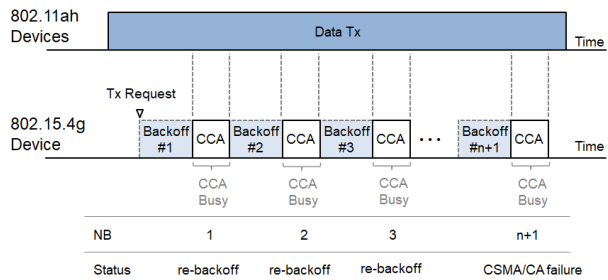 802.11ah
Devices
Data Tx
Time
Tx Request
802.15.4g
Device
Backoff
#1
CCA
Backoff
#2
CCA
Backoff
#3
CCA
• • •
Backoff
#n+1
CCA
Time
CCA
Busy
CCA
Busy
CCA
Busy
CCA
Busy
NB 1 2 3 n+1
Status re-backoff re-backoff re-backoff CSMA/CA failure